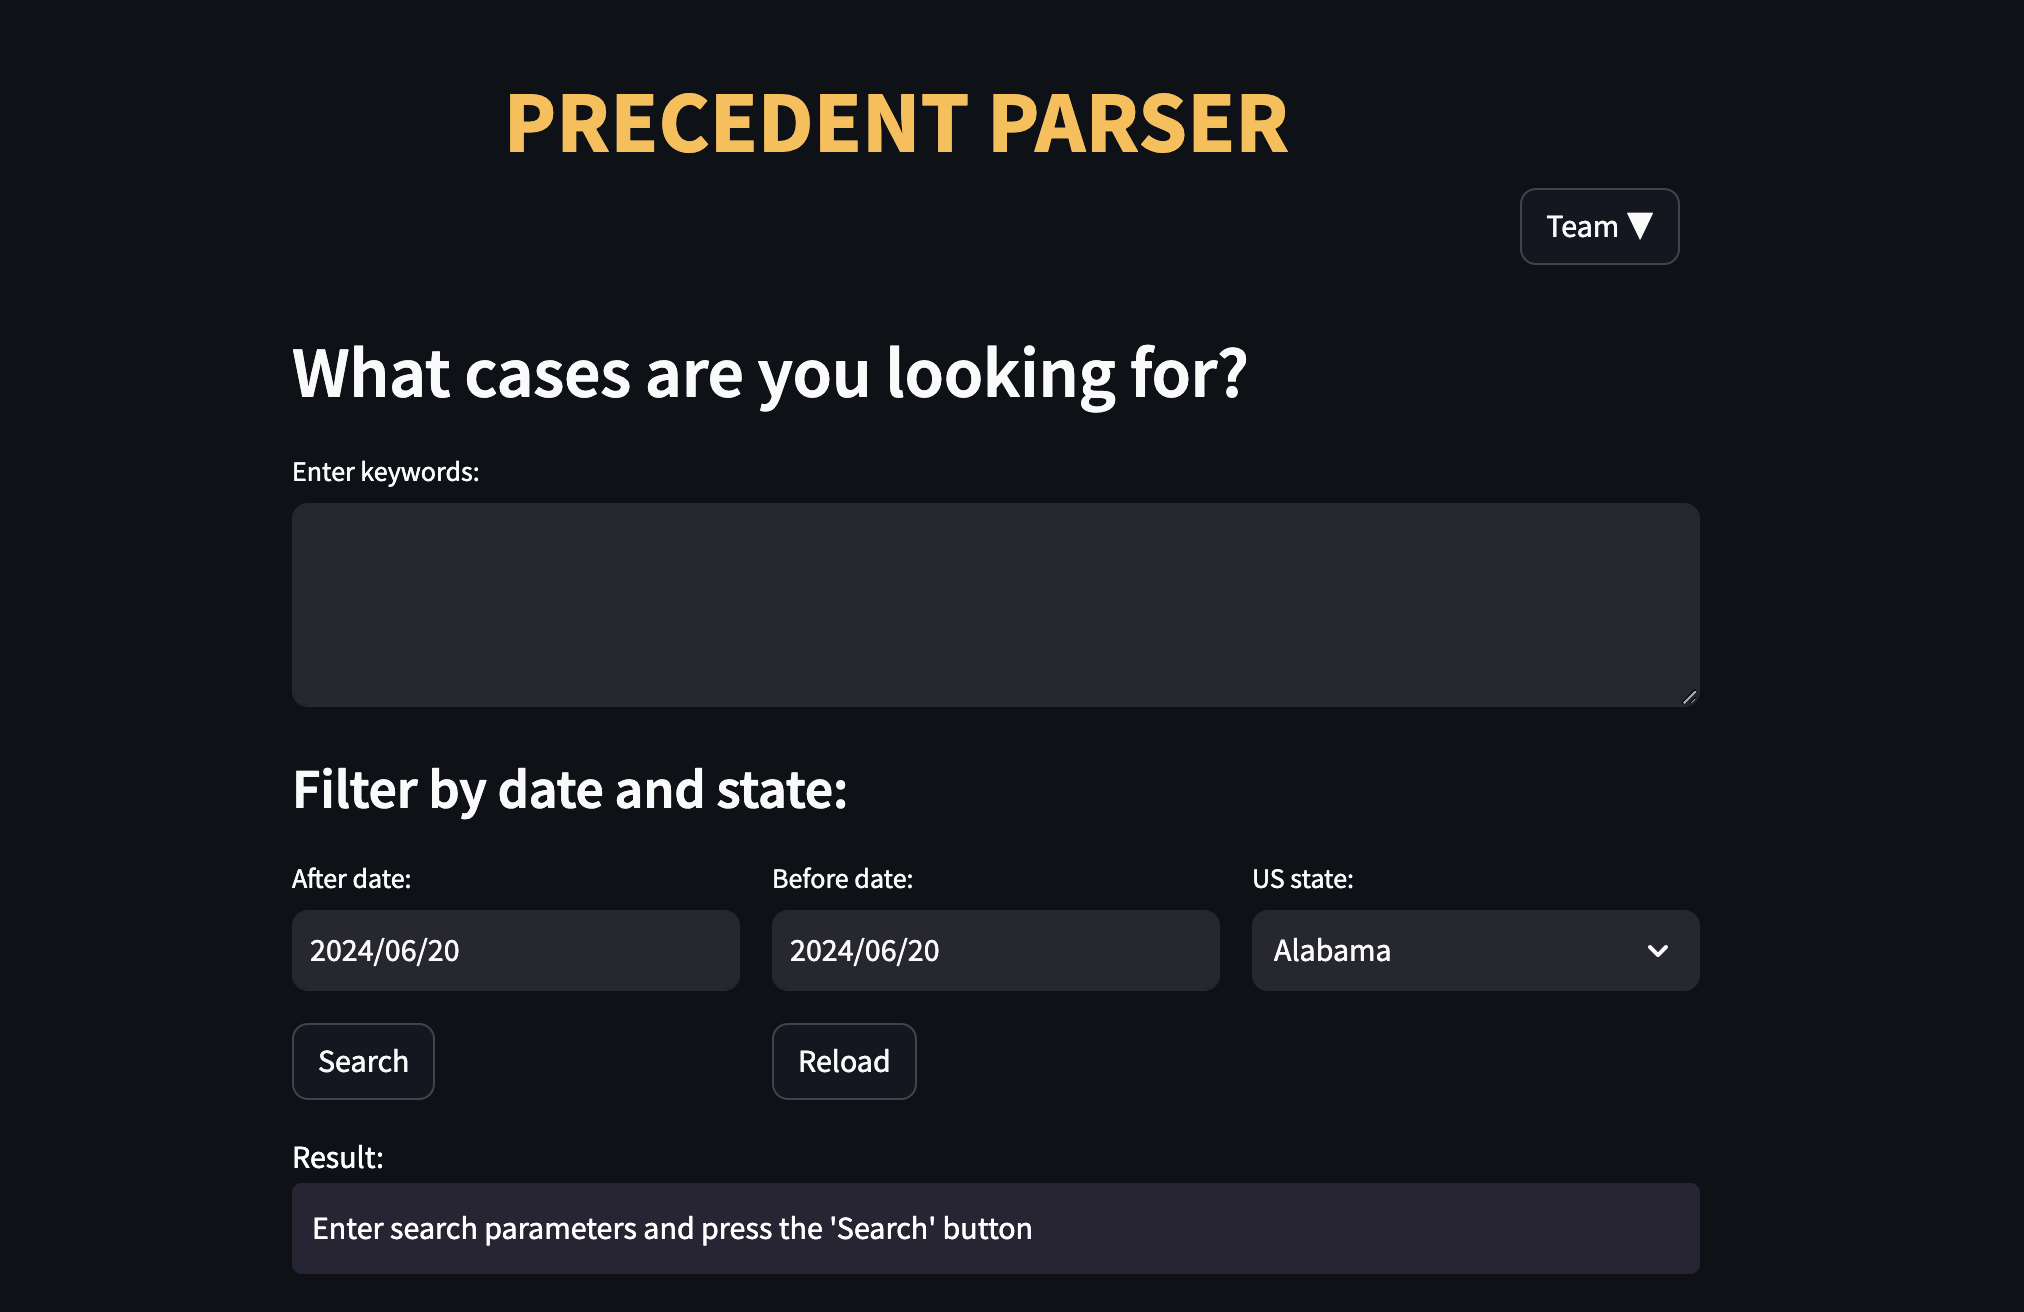 PRECEDENT PARSER
Team ▼
What cases are you looking for?
Enter keywords:
Filter by date and state:
After date:
Before date:
US state:
2024/06/20
2024/06/20
Alabama
Search
Reload
Result:
Enter search parameters and press the 'Search' button